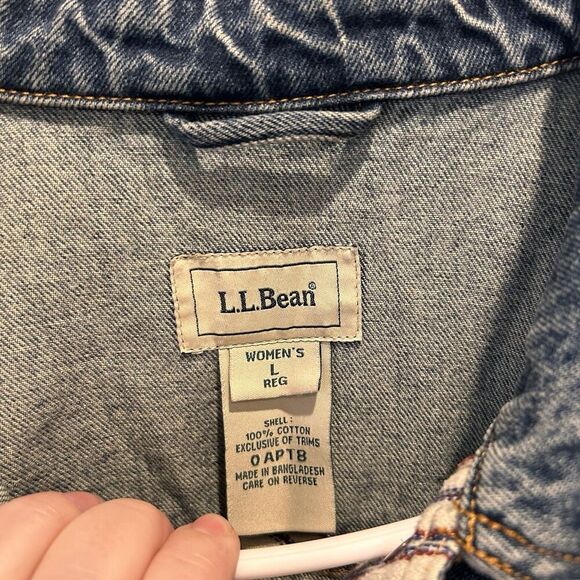 L.L.Bean®
WOMEN'S
L
REG
SHELL:
100% COTTON
EXCLUSIVE OF TRIMS
0APT8
MADE IN BANGLADESH
CARE ON REVERSE